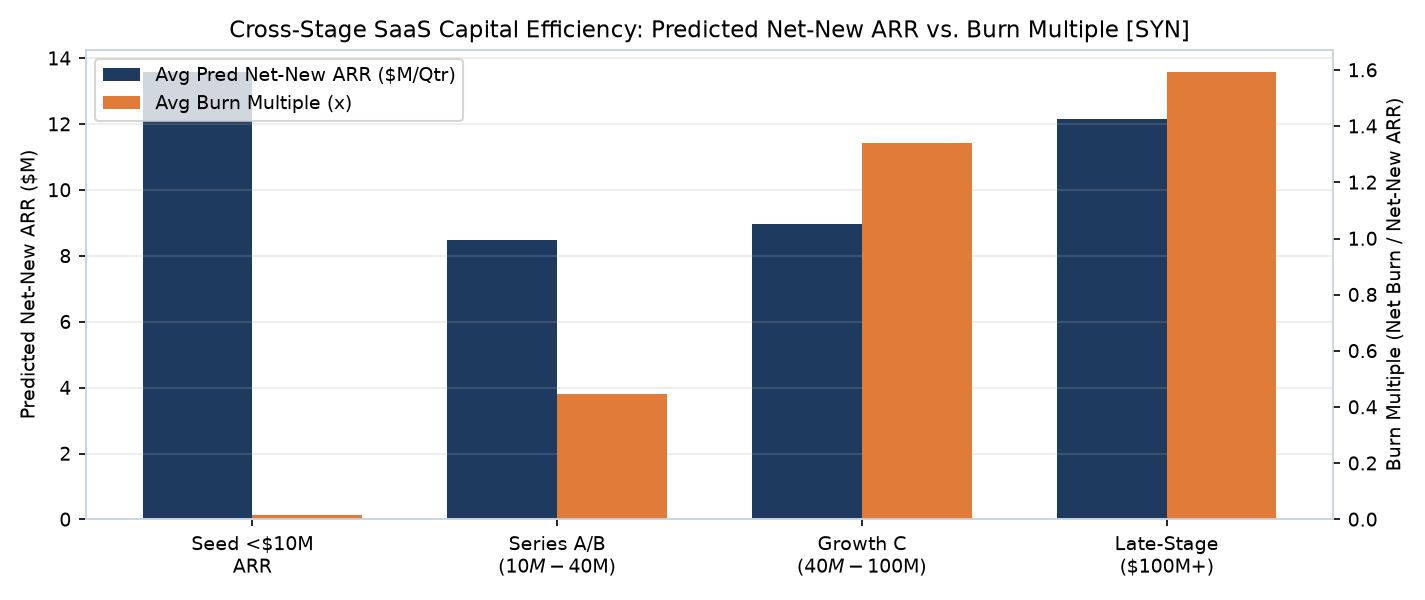 Cross-Stage SaaS Capital Efficiency: Predicted Net-New ARR vs. Burn Multiple [SYN]
Avg Pred Net-New ARR ($M/Qtr)
Avg Burn Multiple (x)
Predicted Net-New ARR ($M)
14
12
10
8
6
4
2
0
Burn Multiple (Net Burn / Net-New ARR)
1.6
1.4
1.2
1.0
0.8
0.6
0.4
0.2
0.0
Seed <$10M
ARR
Series A/B
(10M − 40M)
Growth C
(40M − 100M)
Late-Stage
($100M+)